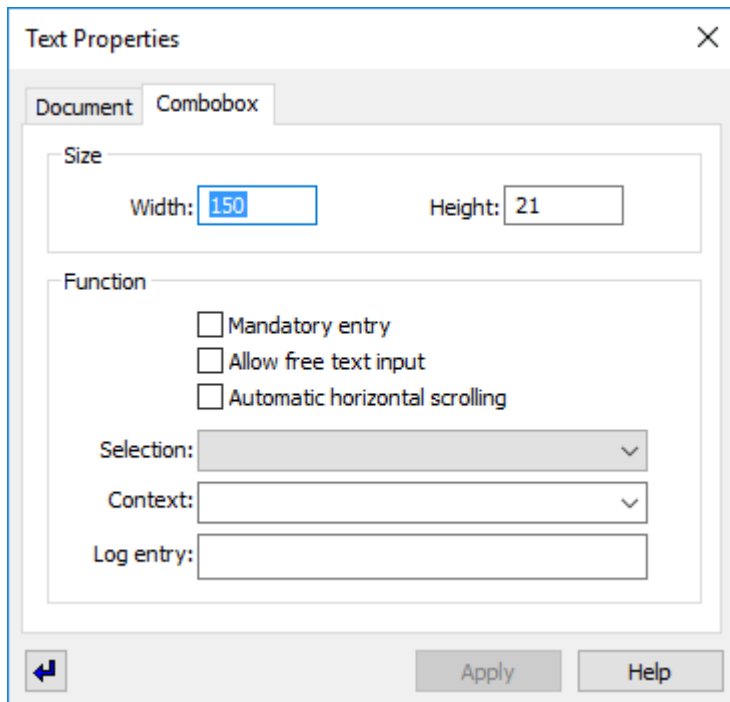 Text Properties
Document Combobox
Size
Width: 150 Height: 21
Function
Mandatory entry
Allow free text input
Automatic horizontal scrolling
Selection:
Context:
Log entry:
Apply Help